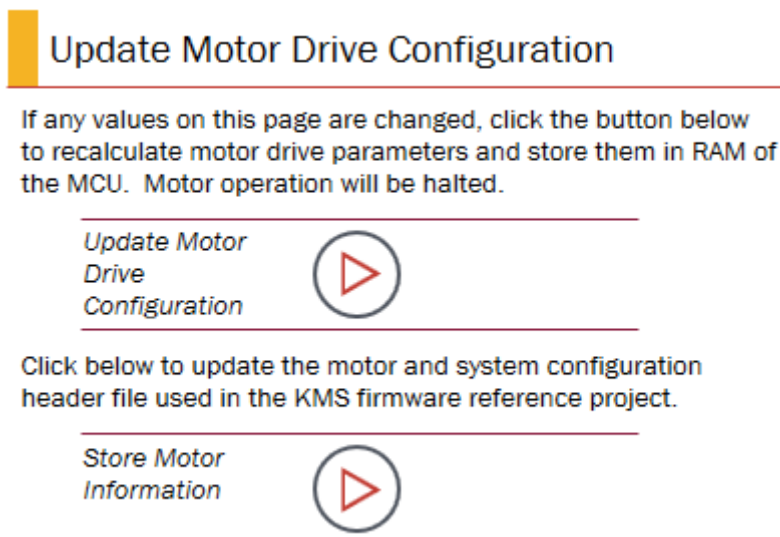 Update Motor Drive Configuration
If any values on this page are changed, click the button below
to recalculate motor drive parameters and store them in RAM of
the MCU.  Motor operation will be halted.
Update Motor
Drive
Configuration
Click below to update the motor and system configuration
header file used in the KMS firmware reference project.
Store Motor
Information